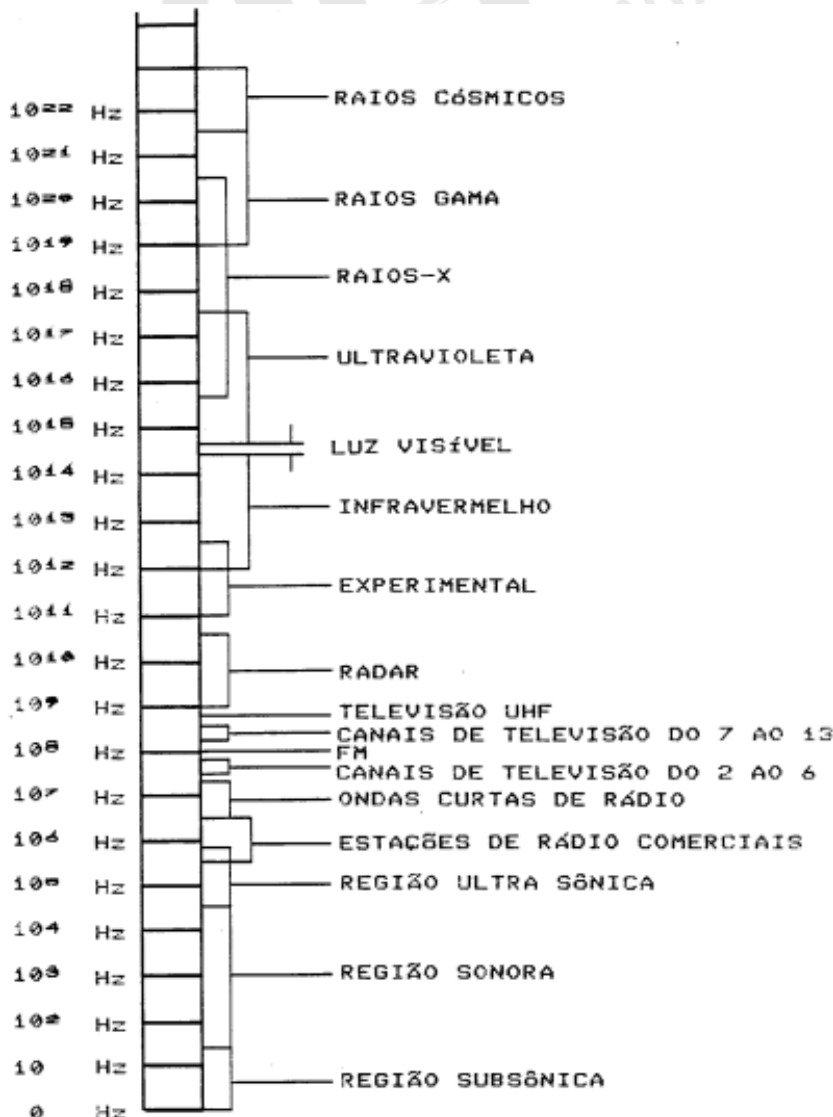 RAIOS CóSMICOS
10²² Hz
10²¹ Hz
10²⁰ Hz
RAIOS GAMA
10¹⁹ Hz
RAIOS-X
10¹⁸ Hz
10¹⁷ Hz
ULTRAVIOLETA
10¹⁶ Hz
10¹⁵ Hz
LUZ VISíVEL
10¹⁴ Hz
INFRAVERMELHO
10¹³ Hz
10¹² Hz
EXPERIMENTAL
10¹¹ Hz
10¹⁰ Hz
RADAR
10⁹ Hz
TELEVISÃO UHF
CANAIS DE TELEVISÃO DO 7 AO 13
10⁸ Hz
FM
CANAIS DE TELEVISÃO DO 2 AO 6
10⁷ Hz
ONDAS CURTAS DE RÁDIO
10⁶ Hz
ESTAÇÕES DE RÁDIO COMERCIAIS
10⁵ Hz
REGIÃO ULTRA SÔNICA
10⁴ Hz
10³ Hz
REGIÃO SONORA
10² Hz
10 Hz
REGIÃO SUBSÔNICA
0 Hz